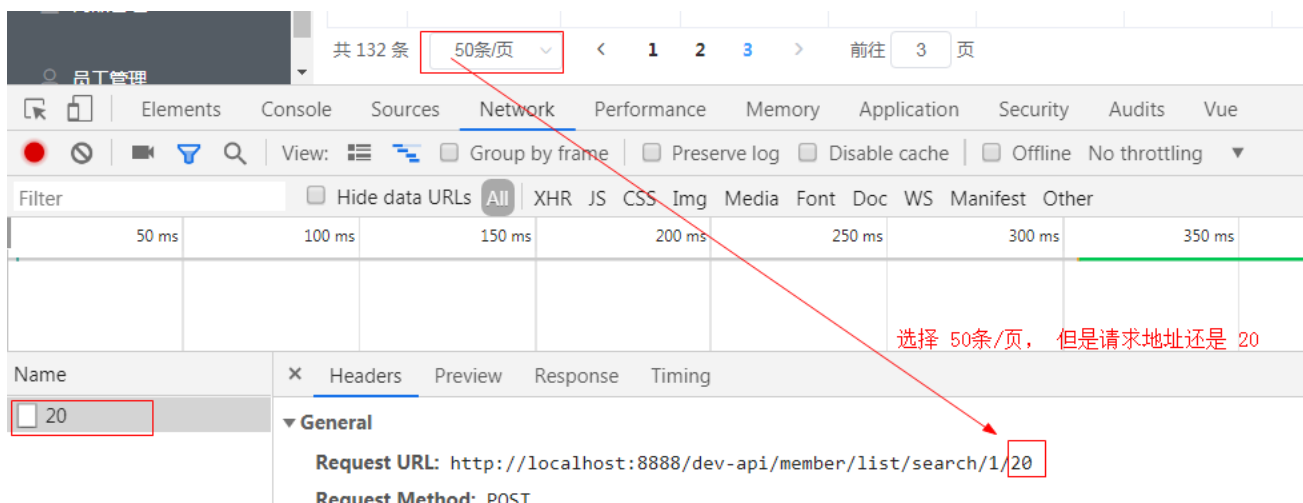 共 132 条 50条/页 1 2 3 前往 3 页
员工管理
Elements Console Sources Network Performance Memory Application Security Audits Vue
View: Group by frame Preserve log Disable cache Offline No throttling
Filter Hide data URLs All XHR JS CSS Img Media Font Doc WS Manifest Other
50 ms 100 ms 150 ms 200 ms 250 ms 300 ms 350 ms
选择 50条/页， 但是请求地址还是 20
Name × Headers Preview Response Timing
20
General
Request URL: http://localhost:8888/dev-api/member/list/search/1/20
Request Method: POST